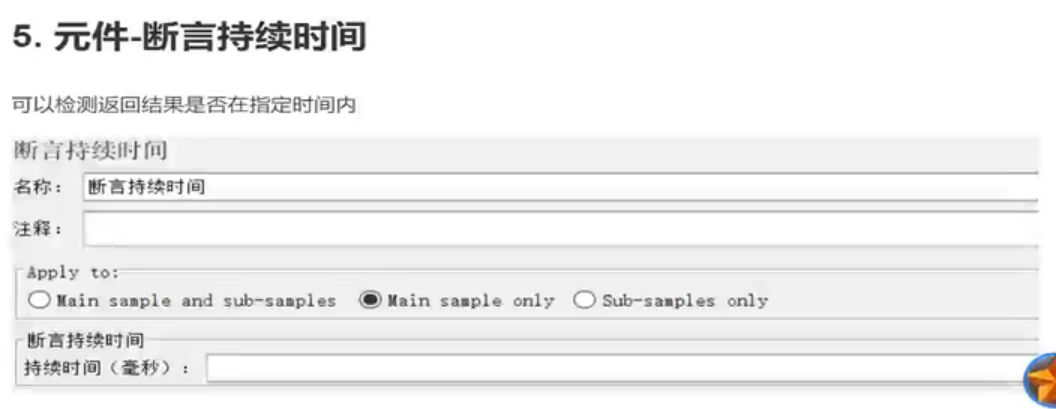 5. 元件-断言持续时间
可以检测返回结果是否在指定时间内
断言持续时间
名称： 断言持续时间
注释：
Apply to:
Main sample and sub-samples Main sample only Sub-samples only
断言持续时间
持续时间（毫秒）：